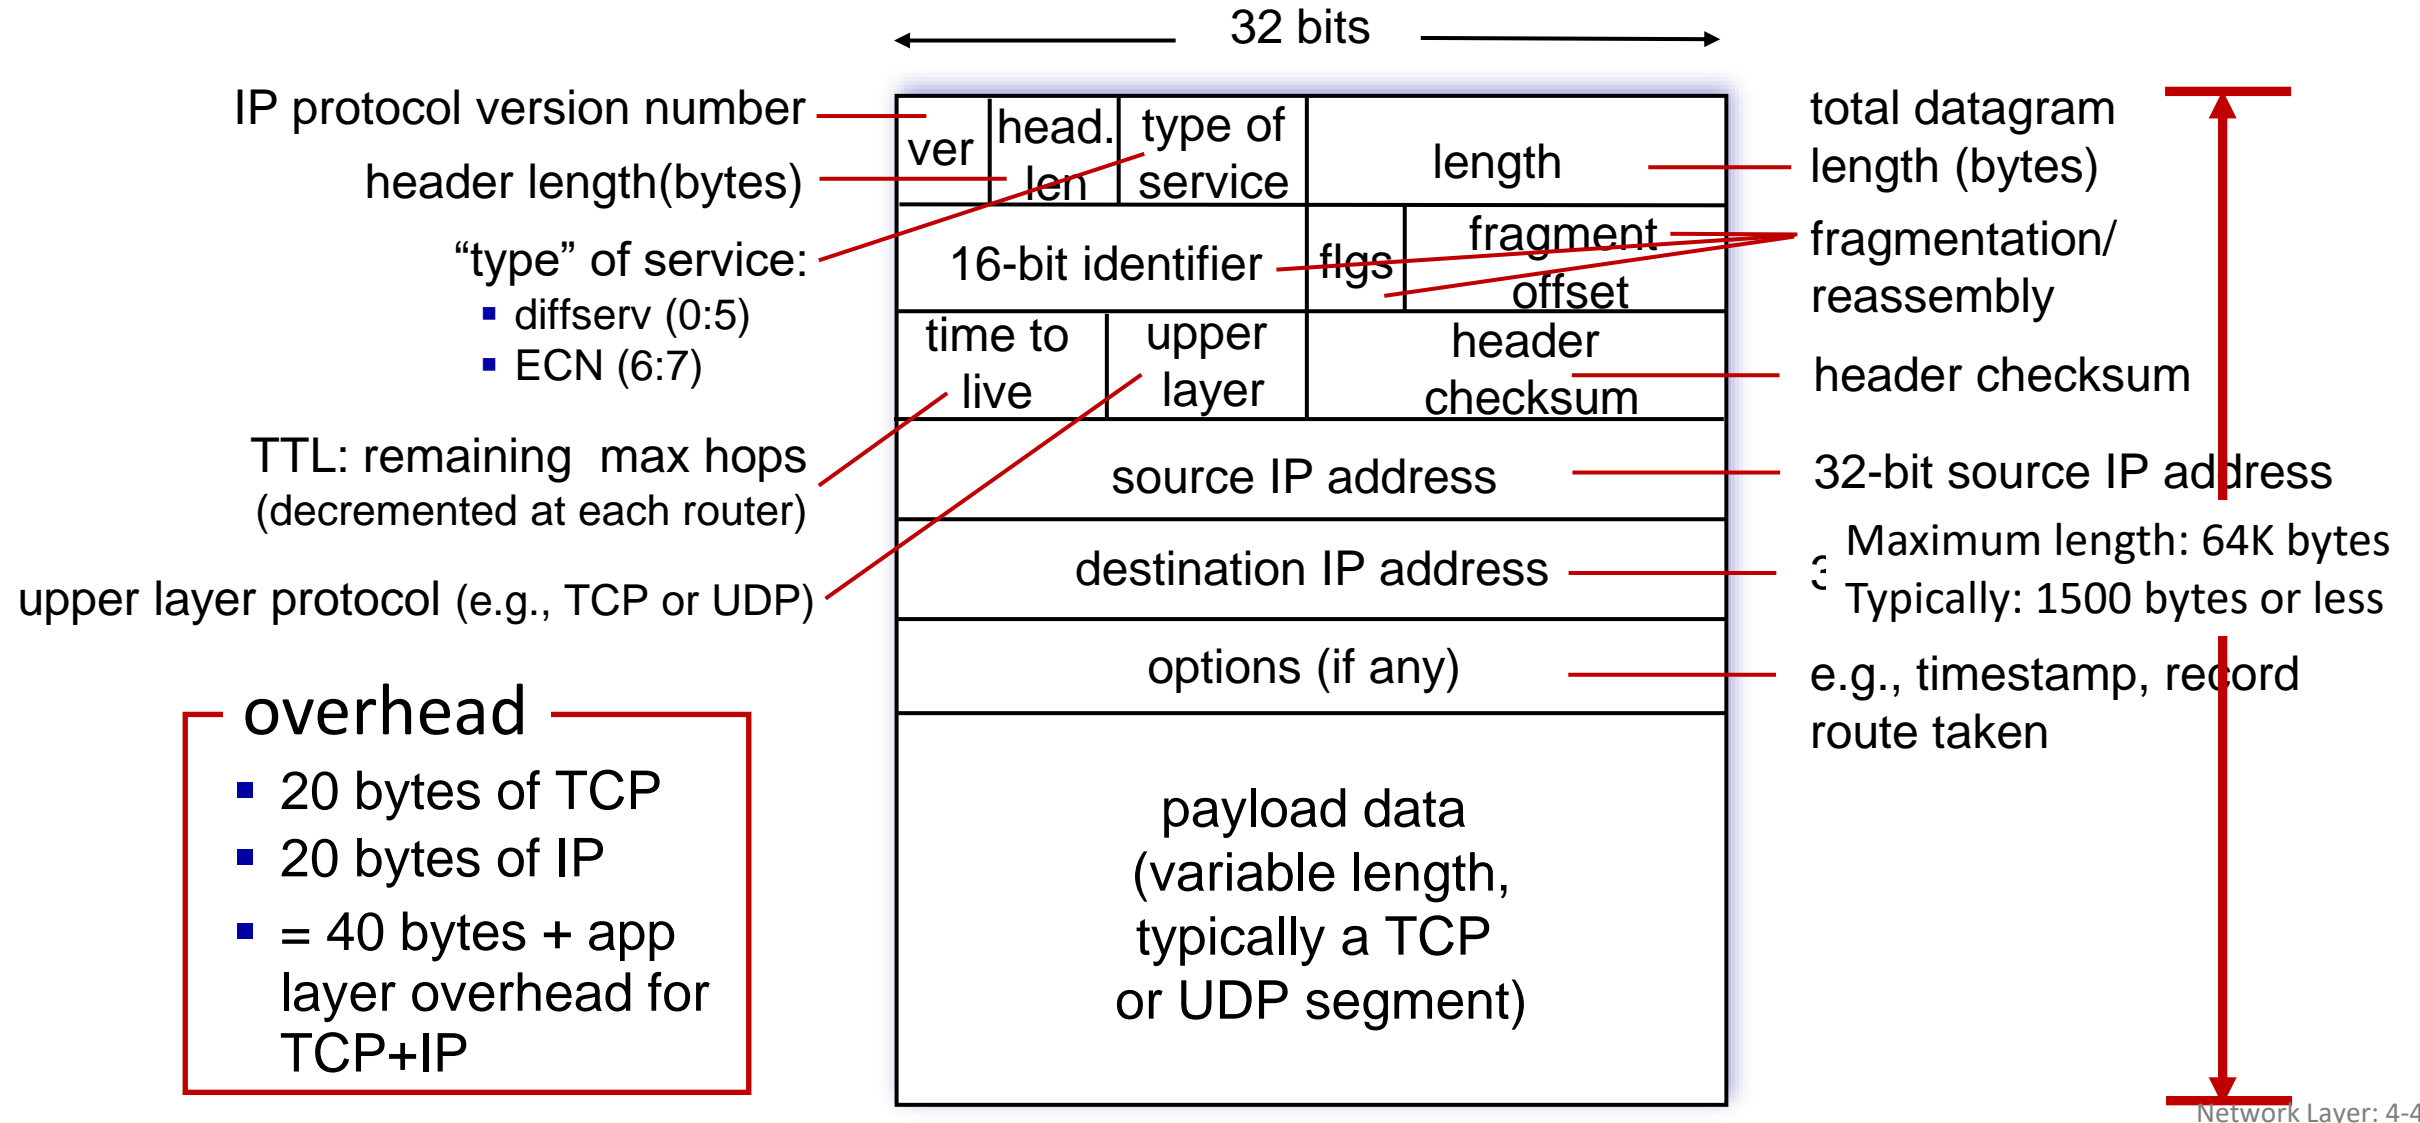 32 bits
IP protocol version number
header length(bytes)
“type” of service:
▪ diffserv (0:5)
▪ ECN (6:7)
TTL: remaining  max hops
(decremented at each router)
upper layer protocol (e.g., TCP or UDP)
overhead
▪ 20 bytes of TCP
▪ 20 bytes of IP
▪ = 40 bytes + app
layer overhead for
TCP+IP
ver
head.
len
type of
service
length
16-bit identifier
flgs
fragment
offset
time to
live
upper
layer
header
checksum
source IP address
destination IP address
options (if any)
payload data
(variable length,
typically a TCP
or UDP segment)
total datagram
length (bytes)
fragmentation/
reassembly
header checksum
32-bit source IP address
Maximum length: 64K bytes
Typically: 1500 bytes or less
e.g., timestamp, record
route taken
Network Layer: 4-4